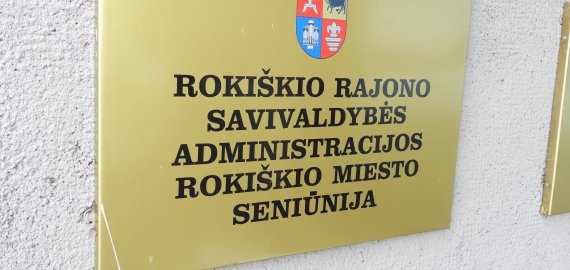 ROKIŠKIO RAJONO
SAVIVALDYBĖS
ADMINISTRACIJOS
ROKIŠKIO MIESTO
SENIŪNIJA